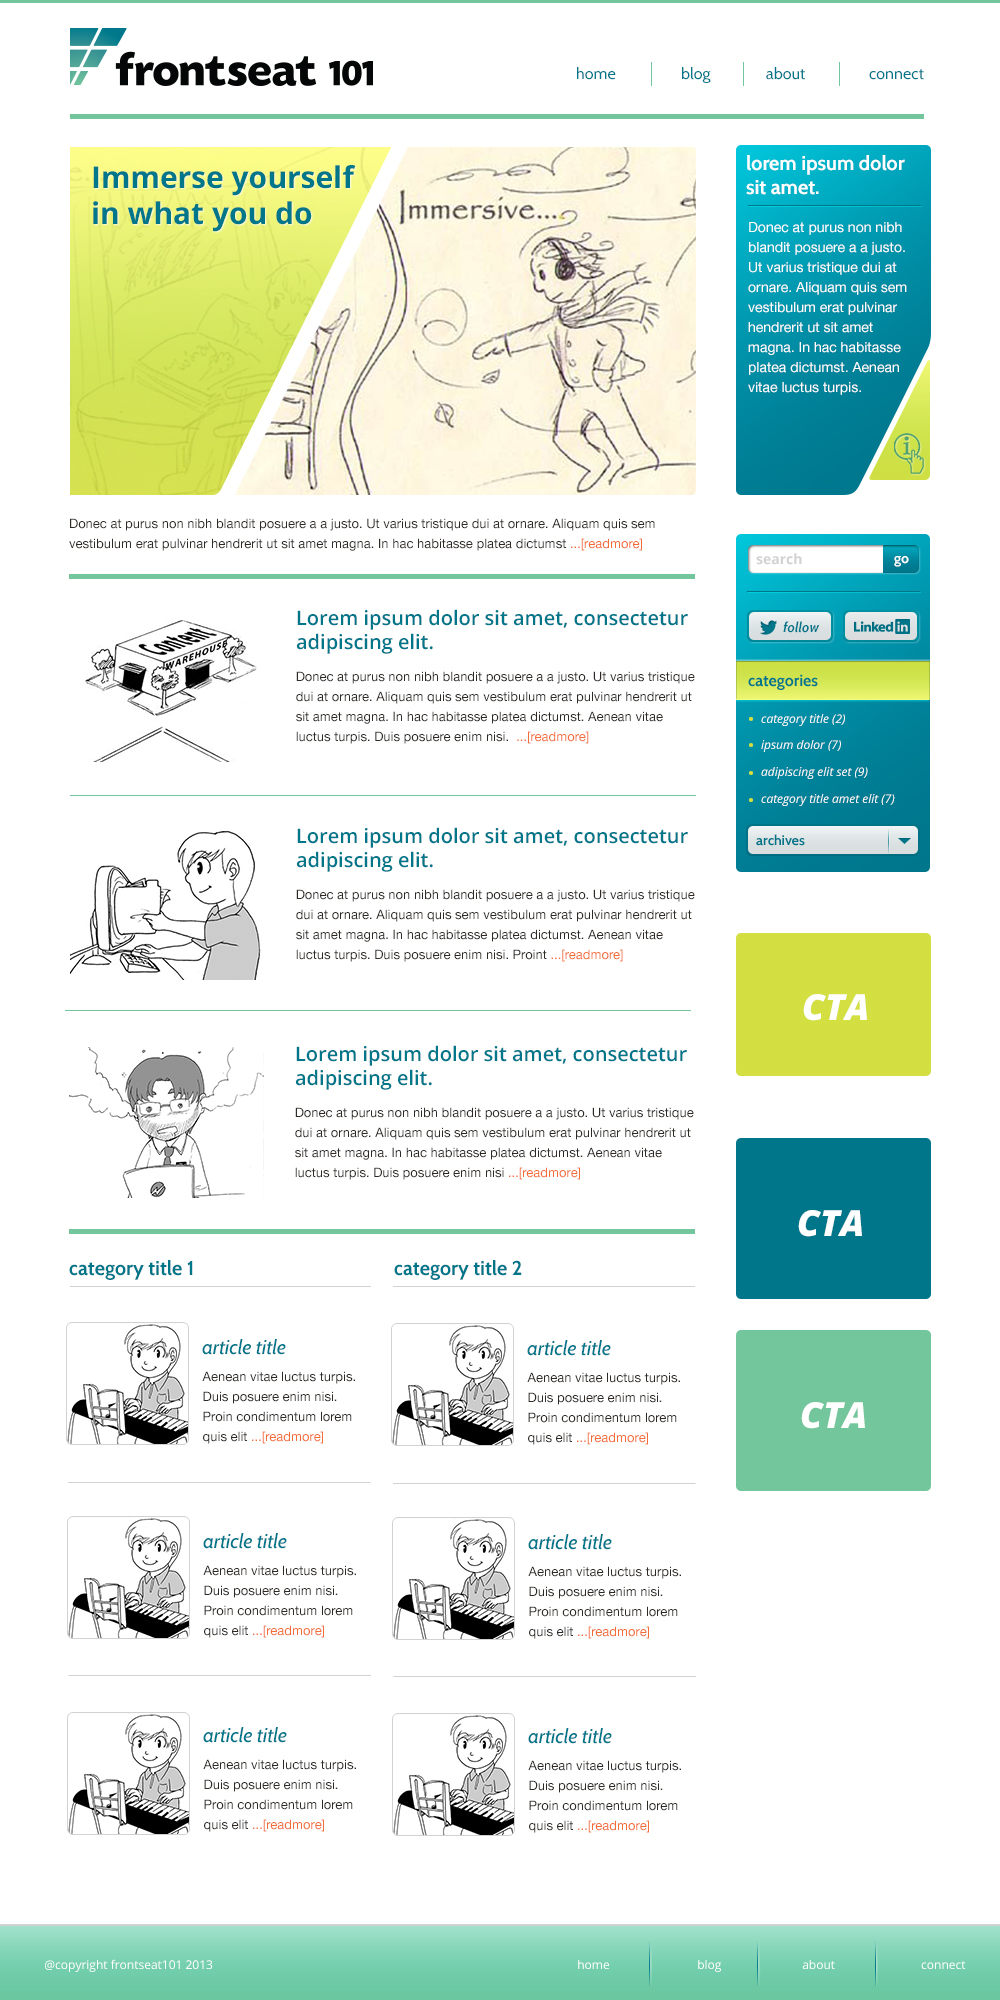 frontseat 101
home
blog
about
connect
Immerse yourself
in what you do
Immersive...
Donec at purus non nibh blandit posuere a a justo. Ut varius tristique dui at ornare. Aliquam quis sem
vestibulum erat pulvinar hendrerit ut sit amet magna. In hac habitasse platea dictumst ...[readmore]
Content
WAREHOUSE
Lorem ipsum dolor sit amet, consectetur
adipiscing elit.
Donec at purus non nibh blandit posuere a a justo. Ut varius tristique
dui at ornare. Aliquam quis sem vestibulum erat pulvinar hendrerit ut
sit amet magna. In hac habitasse platea dictumst. Aenean vitae
luctus turpis. Duis posuere enim nisi.  ...[readmore]
Lorem ipsum dolor sit amet, consectetur
adipiscing elit.
Donec at purus non nibh blandit posuere a a justo. Ut varius tristique
dui at ornare. Aliquam quis sem vestibulum erat pulvinar hendrerit ut
sit amet magna. In hac habitasse platea dictumst. Aenean vitae
luctus turpis. Duis posuere enim nisi. Proint ...[readmore]
Lorem ipsum dolor sit amet, consectetur
adipiscing elit.
Donec at purus non nibh blandit posuere a a justo. Ut varius tristique
dui at ornare. Aliquam quis sem vestibulum erat pulvinar hendrerit ut
sit amet magna. In hac habitasse platea dictumst. Aenean vitae
luctus turpis. Duis posuere enim nisi ...[readmore]
category title 1
article title
Aenean vitae luctus turpis.
Duis posuere enim nisi.
Proin condimentum lorem
quis elit ...[readmore]
article title
Aenean vitae luctus turpis.
Duis posuere enim nisi.
Proin condimentum lorem
quis elit ...[readmore]
article title
Aenean vitae luctus turpis.
Duis posuere enim nisi.
Proin condimentum lorem
quis elit ...[readmore]
category title 2
article title
Aenean vitae luctus turpis.
Duis posuere enim nisi.
Proin condimentum lorem
quis elit ...[readmore]
article title
Aenean vitae luctus turpis.
Duis posuere enim nisi.
Proin condimentum lorem
quis elit ...[readmore]
article title
Aenean vitae luctus turpis.
Duis posuere enim nisi.
Proin condimentum lorem
quis elit ...[readmore]
lorem ipsum dolor
sit amet.
Donec at purus non nibh
blandit posuere a a justo.
Ut varius tristique dui at
ornare. Aliquam quis sem
vestibulum erat pulvinar
hendrerit ut sit amet
magna. In hac habitasse
platea dictumst. Aenean
vitae luctus turpis.
i
search
go
follow
Linked in
categories
category title (2)
ipsum dolor (7)
adipiscing elit set (9)
category title amet elit (7)
archives
CTA
CTA
CTA
@copyright frontseat101 2013
home
blog
about
connect